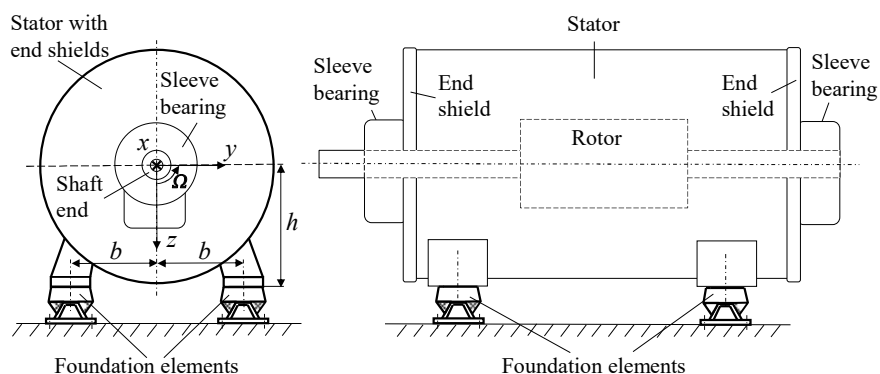 Stator with
end shields
Sleeve
bearing
x
y
Ω
Shaft
end
z
h
b
b
Foundation elements
Stator
Sleeve
bearing
End
shield
Rotor
End
shield
Sleeve
bearing
Foundation elements